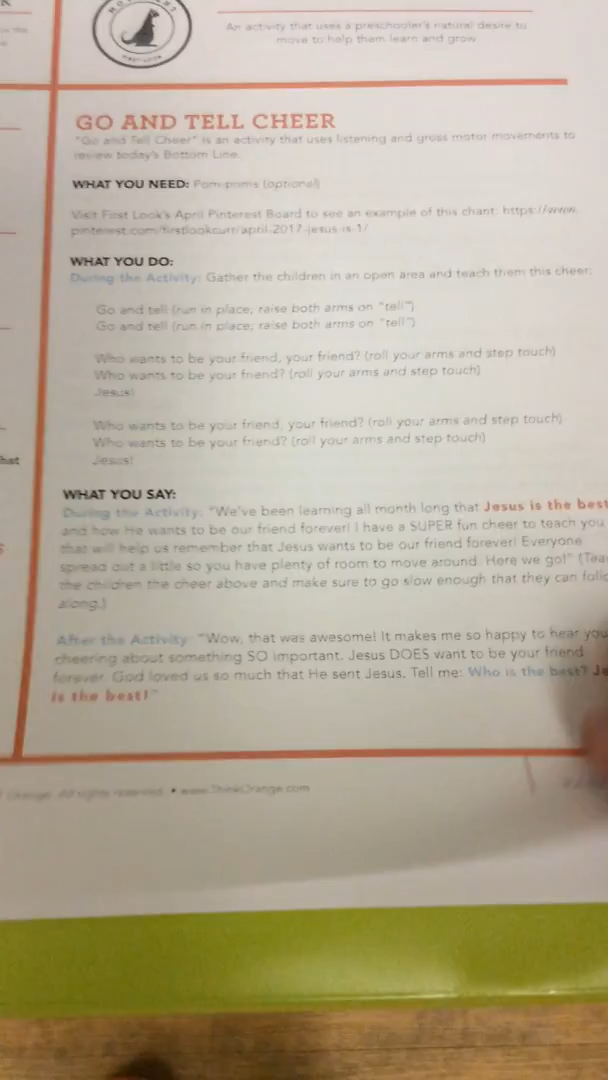 An activity that uses a preschooler's natural desire to
move to help them learn and grow
GO AND TELL CHEER
"Go and Tell Cheer" is an activity that uses listening and gross motor movements to
review today's Bottom Line.
WHAT YOU NEED: Pom-poms (optional)
Visit First Look's April Pinterest Board to see an example of this chant: https://www.
pinterest.com/firstlookcurr/april-2017-jesus-is-1/
WHAT YOU DO:
During the Activity: Gather the children in an open area and teach them this cheer:
Go and tell (run in place; raise both arms on "tell")
Go and tell (run in place; raise both arms on "tell")
Who wants to be your friend, your friend? (roll your arms and step touch)
Who wants to be your friend? (roll your arms and step touch)
Jesus!
Who wants to be your friend, your friend? (roll your arms and step touch)
Who wants to be your friend? (roll your arms and step touch)
hat
Jesus!
WHAT YOU SAY:
During the Activity: "We've been learning all month long that Jesus is the best
and how He wants to be our friend forever! I have a SUPER fun cheer to teach you
that will help us remember that Jesus wants to be our friend forever! Everyone
spread out a little so you have plenty of room to move around. Here we go!" (Tea
the children the cheer above and make sure to go slow enough that they can follo
along.)
After the Activity: "Wow, that was awesome! It makes me so happy to hear you
cheering about something SO important. Jesus DOES want to be your friend
forever. God loved us so much that He sent Jesus. Tell me: Who is the best? Je
is the best!"
Orange. All rights reserved. • www.ThinkOrange.com